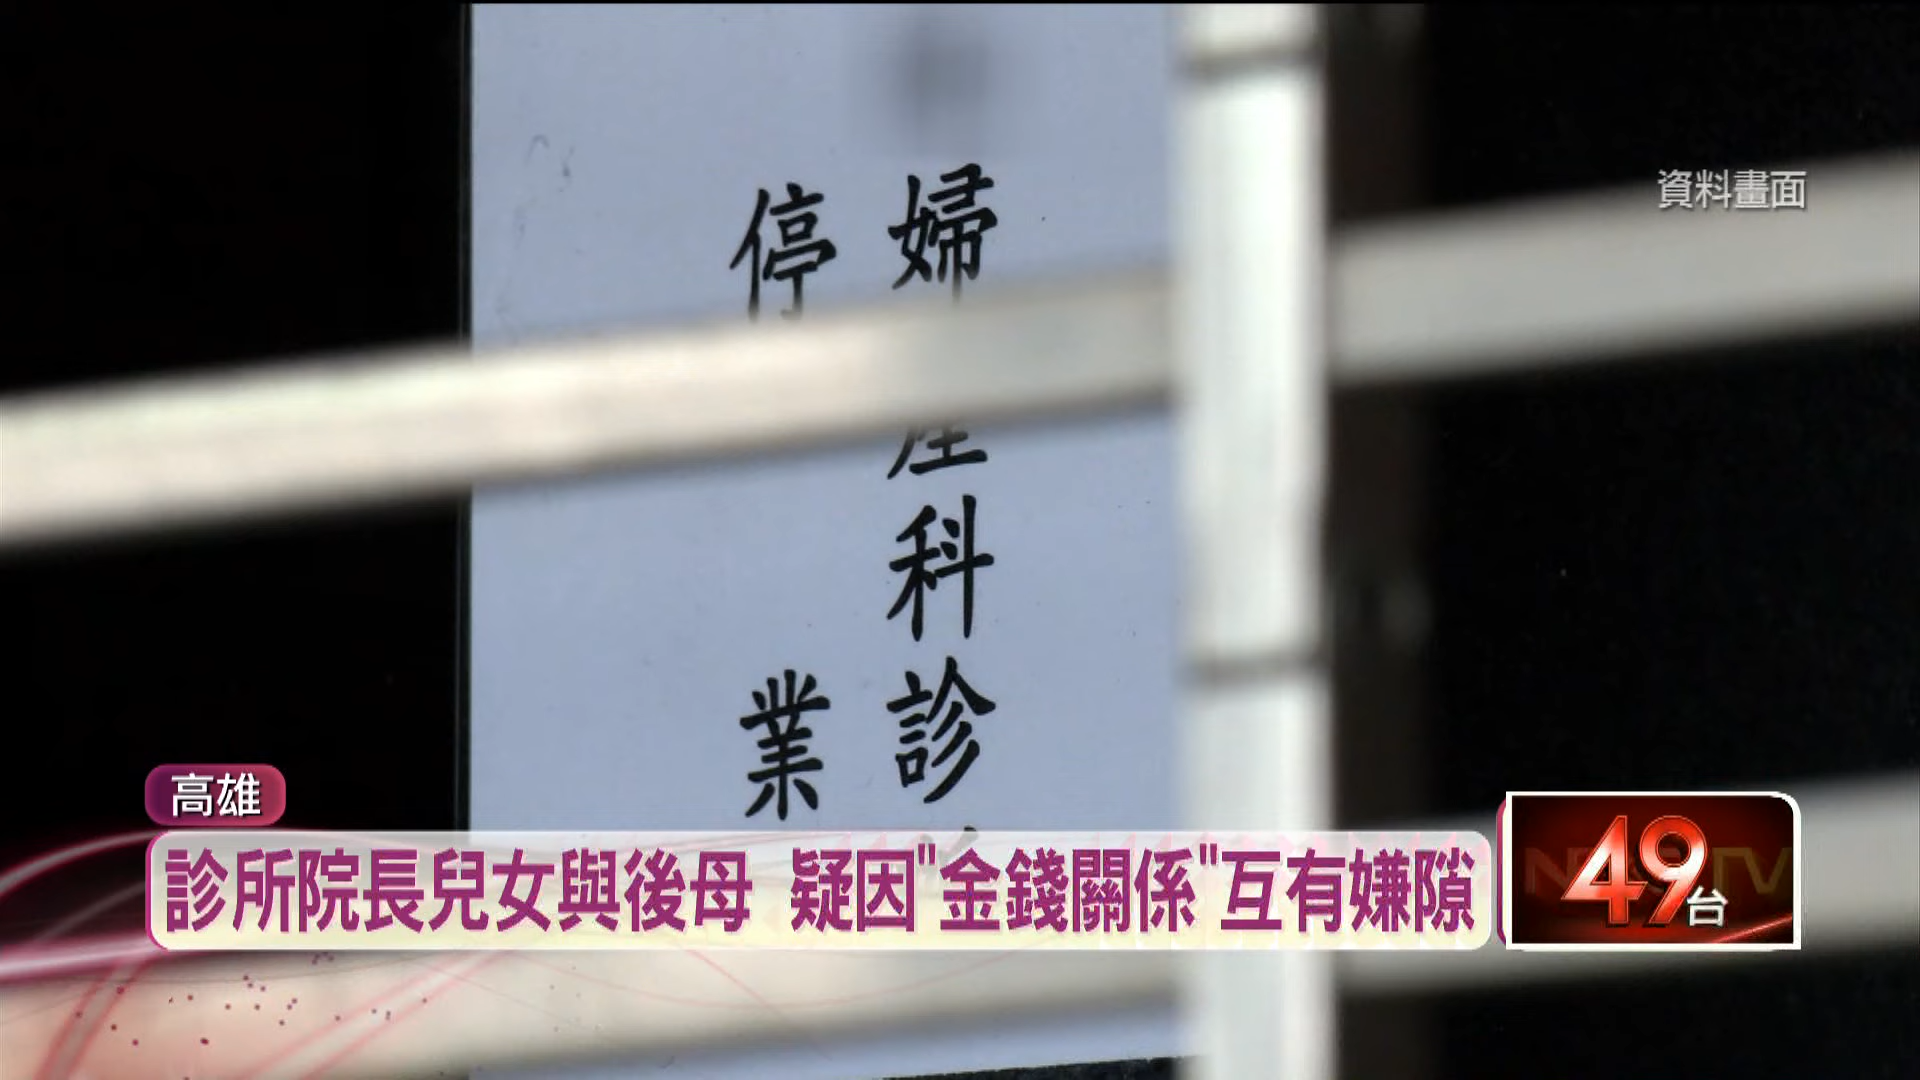 資料畫面
婦產科診
停業
高雄
診所院長兒女與後母 疑因"金錢關係"互有嫌隙
49台